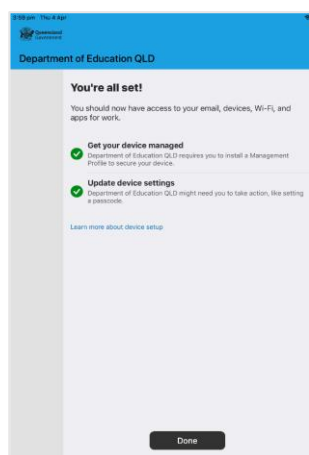 3:59 pm Thu 4 Apr
Queensland
Government
Department of Education QLD
You're all set!
You should now have access to your email, devices, Wi-Fi, and
apps for work.
Get your device managed
Department of Education QLD requires you to install a Management
Profile to secure your device.
Update device settings
Department of Education QLD might need you to take action, like setting
a passcode.
Learn more about device setup
Done